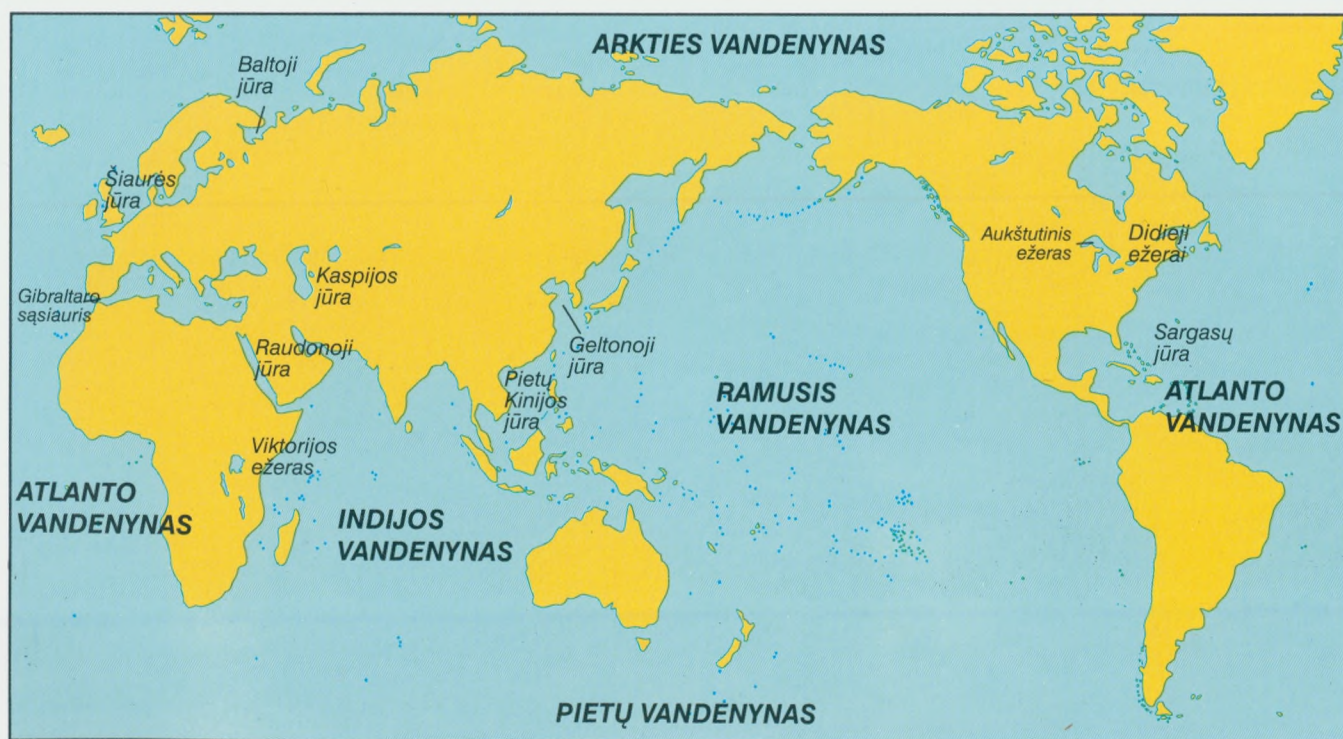 ARKTIES VANDENYNAS
Baltoji
jūra
Šiaurės
jūra
Aukštutinis
ežeras
Didieji
ežerai
Kaspijos
jūra
Gibraltaro
sąsiauris
Raudonoji
jūra
Geltonoji
jūra
Sargasų
jūra
Pietų
Kinijos
jūra
RAMUSIS
VANDENYNAS
ATLANTO
VANDENYNAS
Viktorijos
ežeras
ATLANTO
VANDENYNAS
INDIJOS
VANDENYNAS
PIETŲ VANDENYNAS